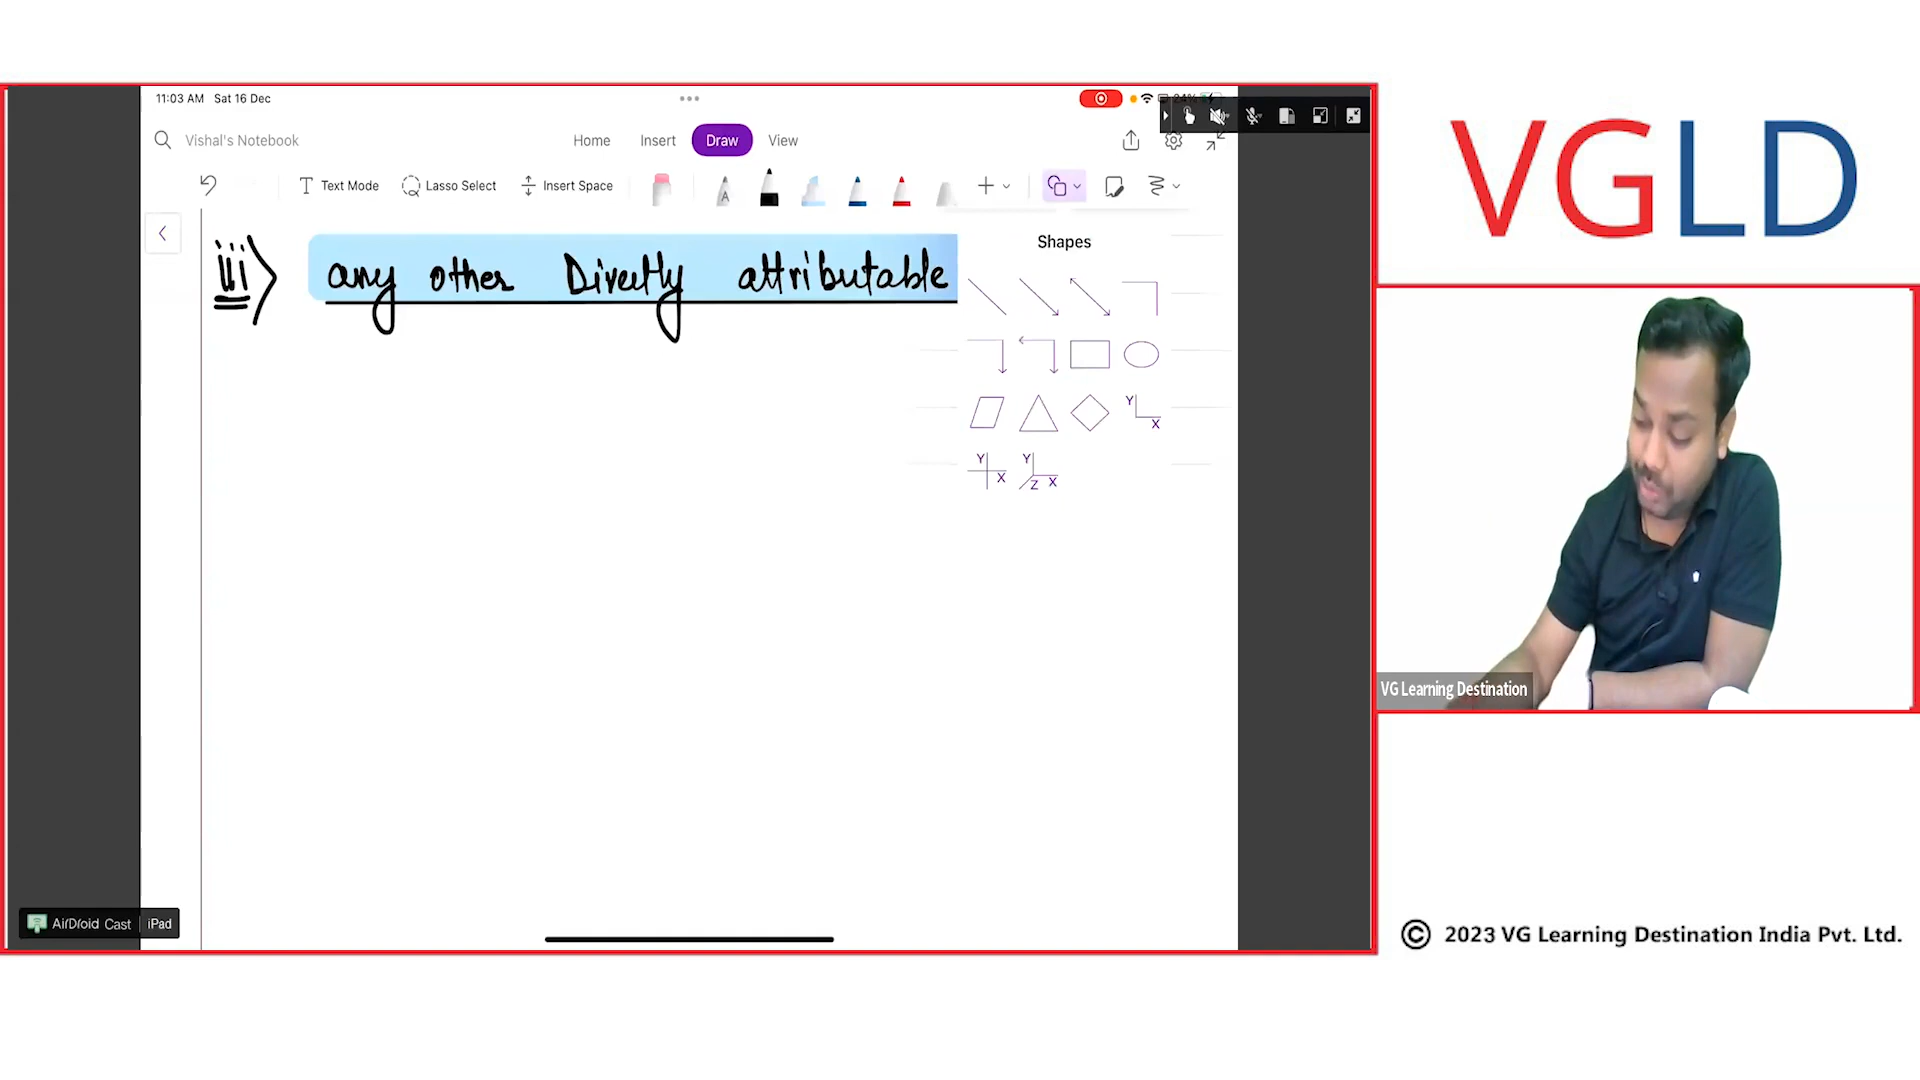 11:03 AM Sat 16 Dec
24%
Vishal's Notebook
Home Insert Draw View
Text Mode Lasso Select Insert Space
A
iii) any other Directly attributable
Shapes
Y X
Y X
Y Z X
VGLD
VG Learning Destination
AirDroid Cast iPad
© 2023 VG Learning Destination India Pvt. Ltd.